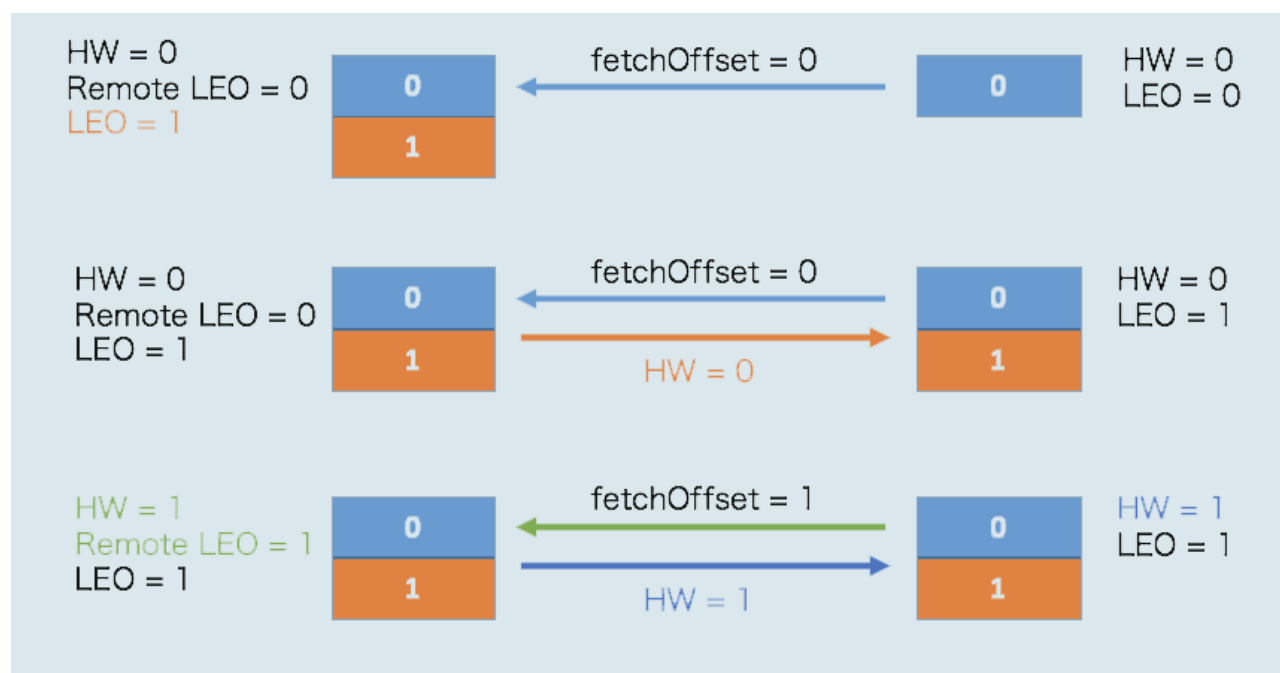 HW = 0
Remote LEO = 0
LEO = 1
0
1
fetchOffset = 0
0
HW = 0
LEO = 0
HW = 0
Remote LEO = 0
LEO = 1
0
1
fetchOffset = 0
HW = 0
0
1
HW = 0
LEO = 1
HW = 1
Remote LEO = 1
LEO = 1
0
1
fetchOffset = 1
HW = 1
0
1
HW = 1
LEO = 1